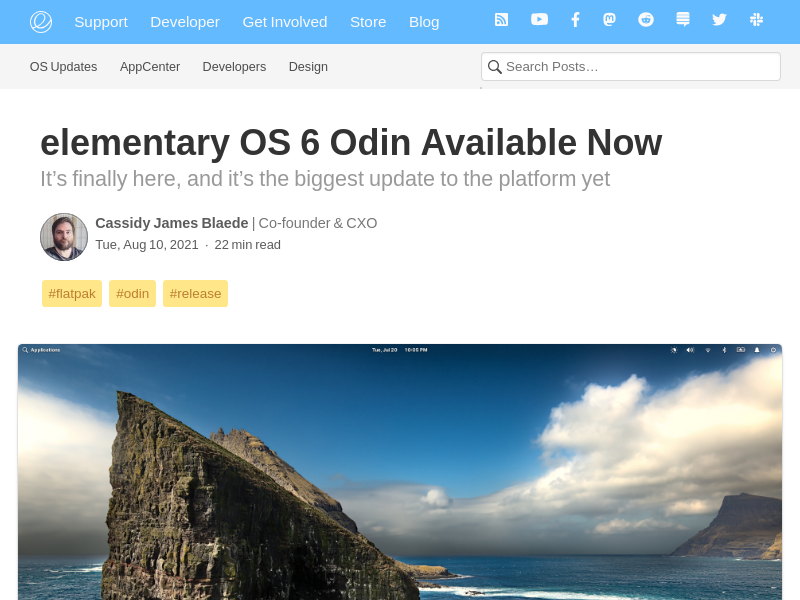 Support Developer Get Involved Store Blog
OS Updates AppCenter Developers Design
Search Posts…
elementary OS 6 Odin Available Now
It’s finally here, and it’s the biggest update to the platform yet
Cassidy James Blaede | Co-founder & CXO
Tue, Aug 10, 2021 · 22 min read
#flatpak #odin #release
Applications Tue, Jul 20 10:05 PM